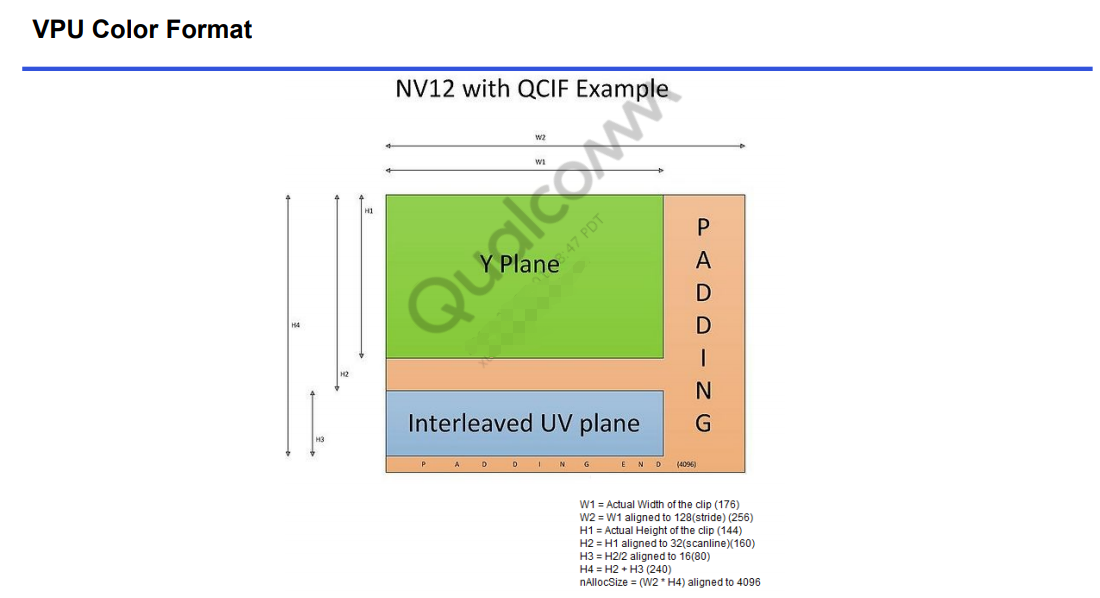 VPU Color Format
NV12 with QCIF Example
W2
W1
H1
H4
H2
H3
Y Plane
Qualcomm
47 PDT
PADDING
Interleaved UV plane
P A D D I N G E N D (4096)
W1 = Actual Width of the clip (176)
W2 = W1 aligned to 128(stride) (256)
H1 = Actual Height of the clip (144)
H2 = H1 aligned to 32(scanline)(160)
H3 = H2/2 aligned to 16(80)
H4 = H2 + H3 (240)
nAllocSize = (W2 * H4) aligned to 4096